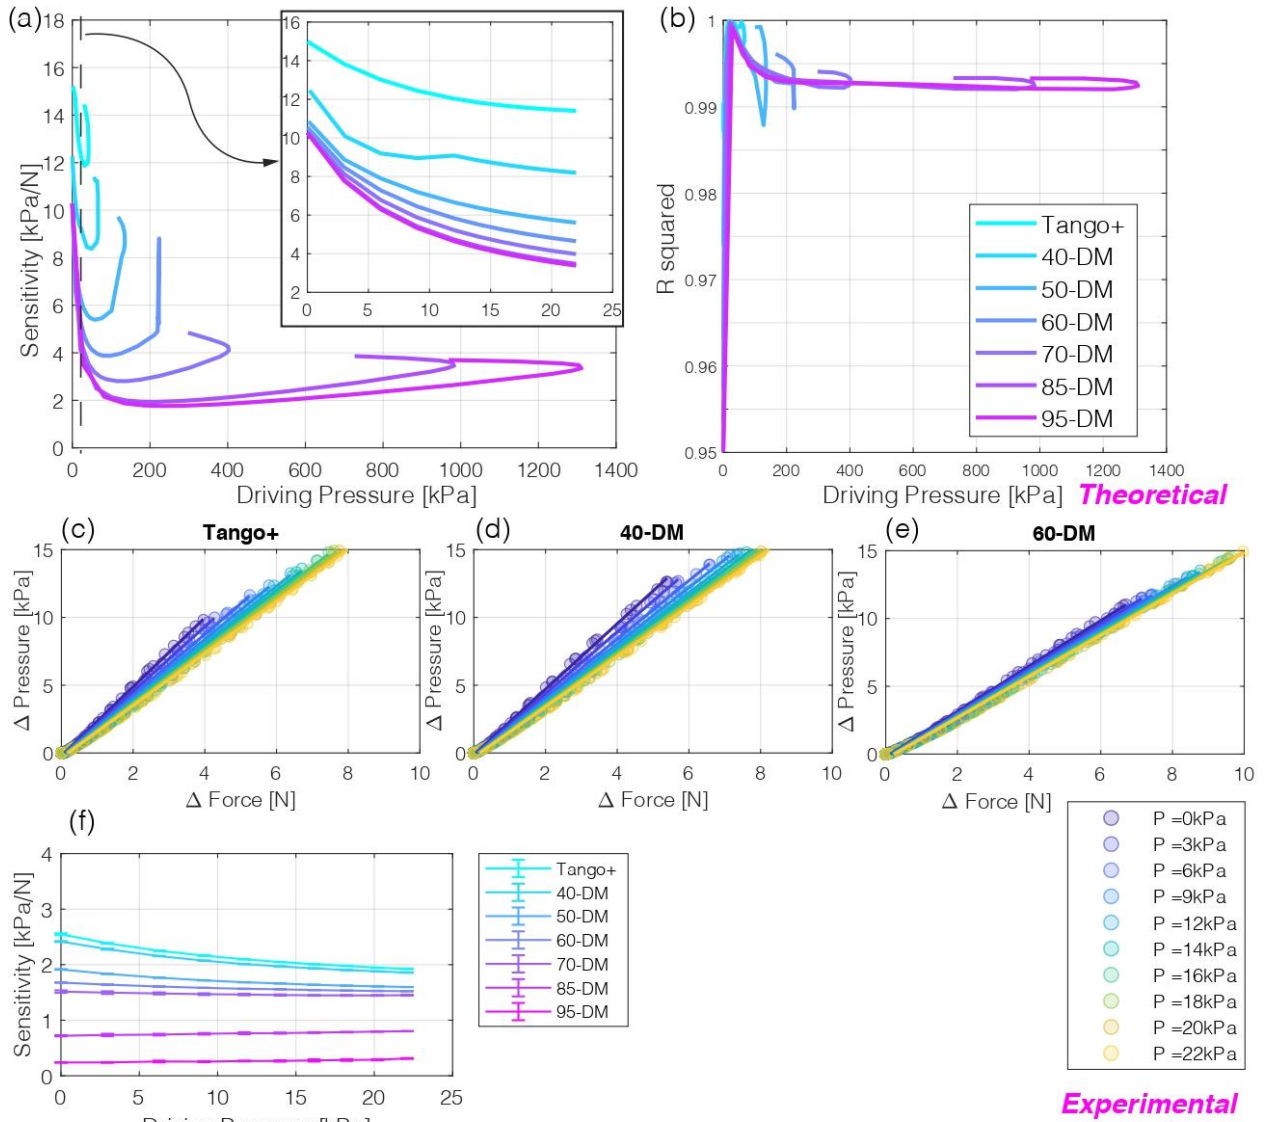 (a)
18
16
14
12
10
8
6
4
2
0
Sensitivity [kPa/N]
0 200 400 600 800 1000 1200 1400
Driving Pressure [kPa]
16
14
12
10
8
6
4
2
0 5 10 15 20 25
(b)
1
0.99
0.98
0.97
0.96
0.95
R squared
0 200 400 600 800 1000 1200 1400
Driving Pressure [kPa]
Tango+
40-DM
50-DM
60-DM
70-DM
85-DM
95-DM
Theoretical
(c)
Tango+
15
10
5
0
Δ Pressure [kPa]
0 2 4 6 8 10
Δ Force [N]
(d)
40-DM
15
10
5
0
Δ Pressure [kPa]
0 2 4 6 8 10
Δ Force [N]
(e)
60-DM
15
10
5
0
Δ Pressure [kPa]
0 2 4 6 8 10
Δ Force [N]
(f)
4
3
2
1
0
Sensitivity [kPa/N]
0 5 10 15 20 25
Tango+
40-DM
50-DM
60-DM
70-DM
85-DM
95-DM
P =0kPa
P =3kPa
P =6kPa
P =9kPa
P =12kPa
P =14kPa
P =16kPa
P =18kPa
P =20kPa
P =22kPa
Experimental